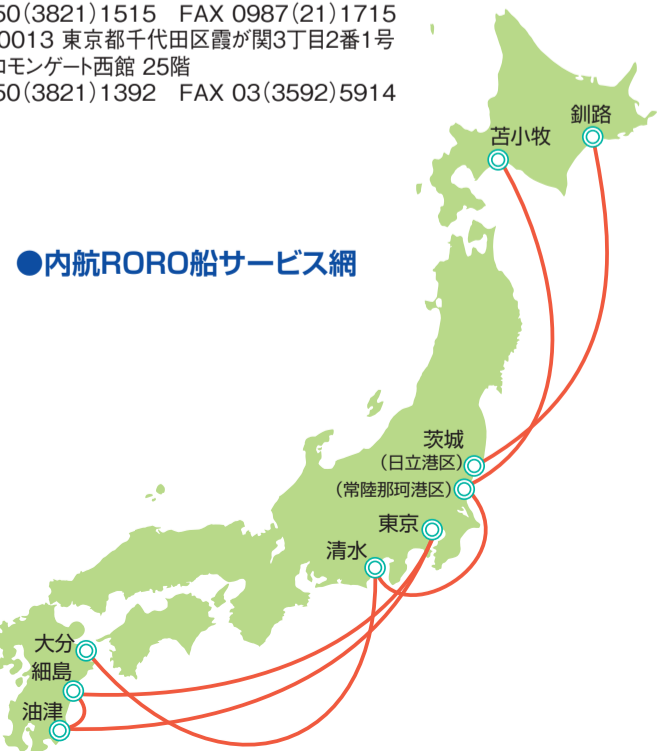 50(3821)1515 FAX 0987(21)1715
0013 東京都千代田区霞が関3丁目2番1号
コモンゲート西館 25階
50(3821)1392 FAX 03(3592)5914
釧路
苫小牧
●内航RORO船サービス網
茨城
(日立港区)
(常陸那珂港区)
東京
清水
大分
細島
油津